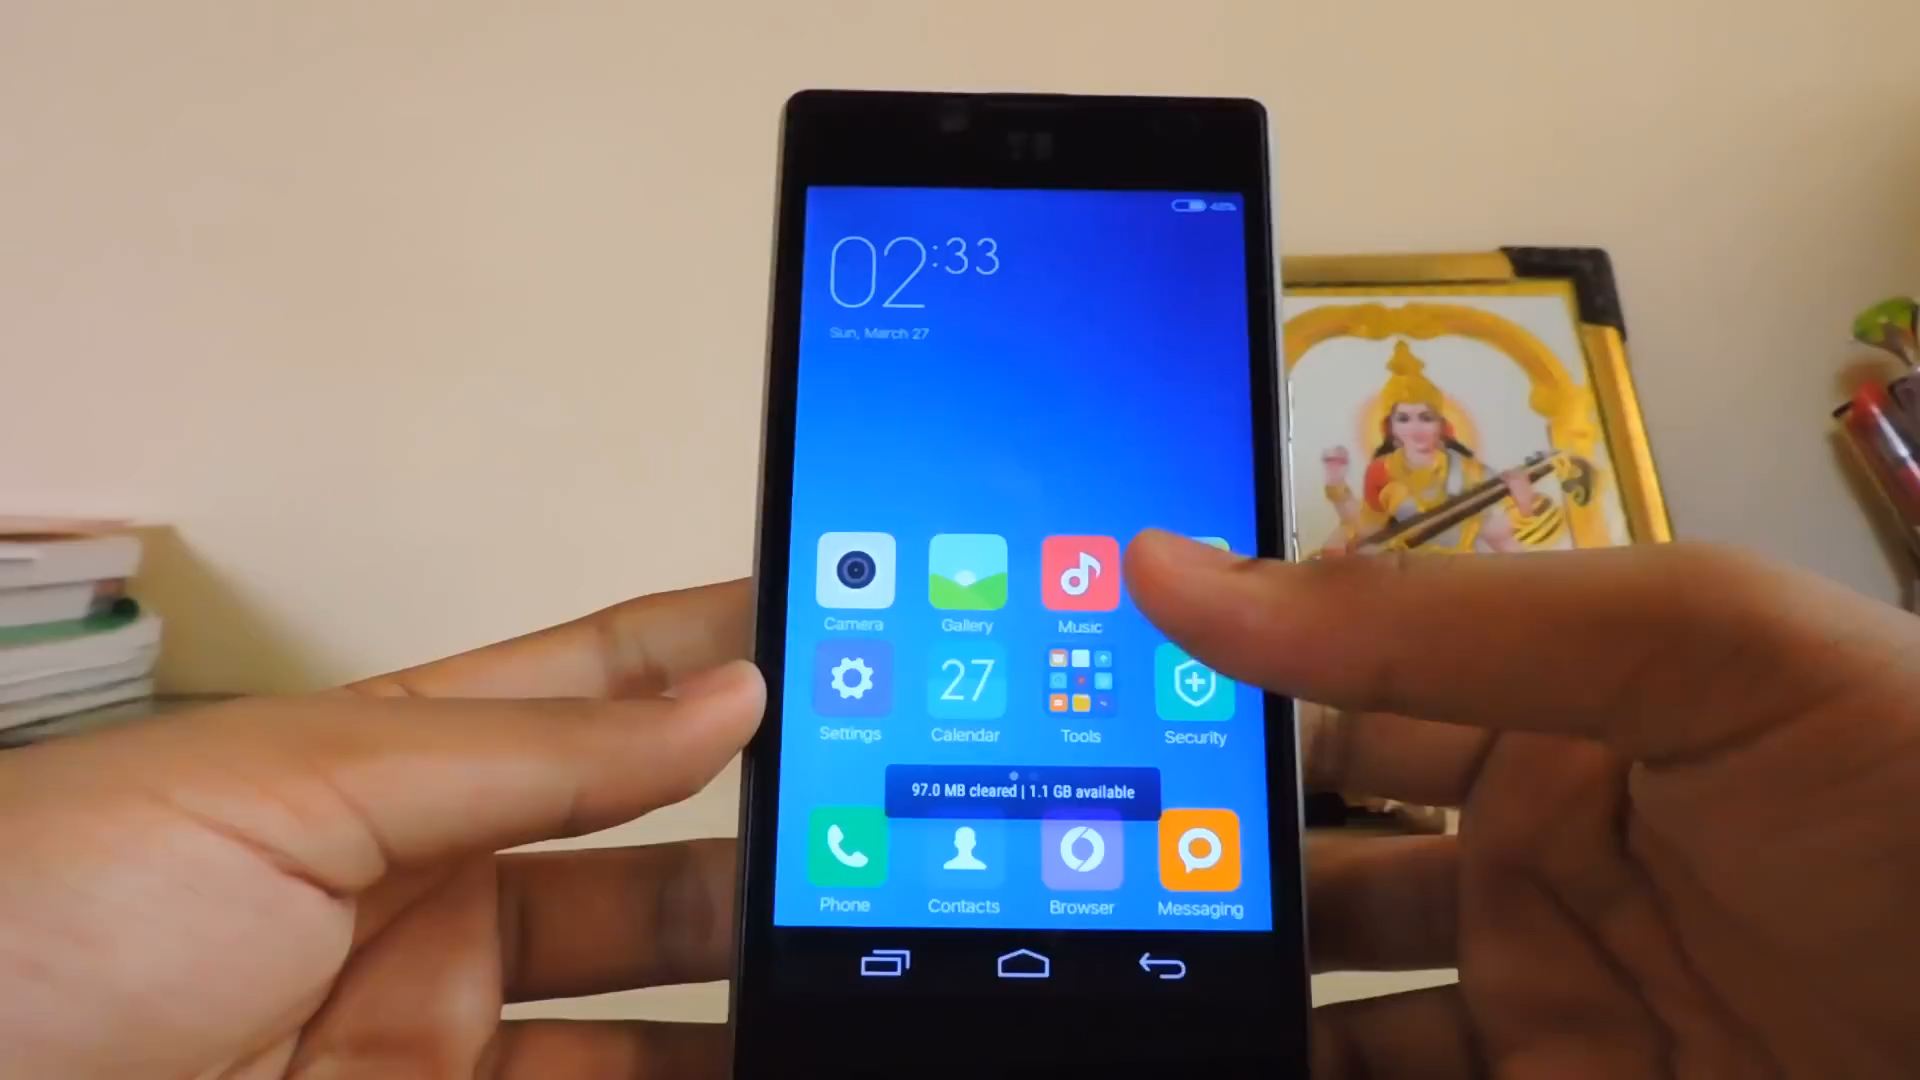 02:33
Sun, March 27
Camera
Gallery
Music
Settings
27
Calendar
Tools
Security
97.0 MB cleared | 1.1 GB available
Phone
Contacts
Browser
Messaging